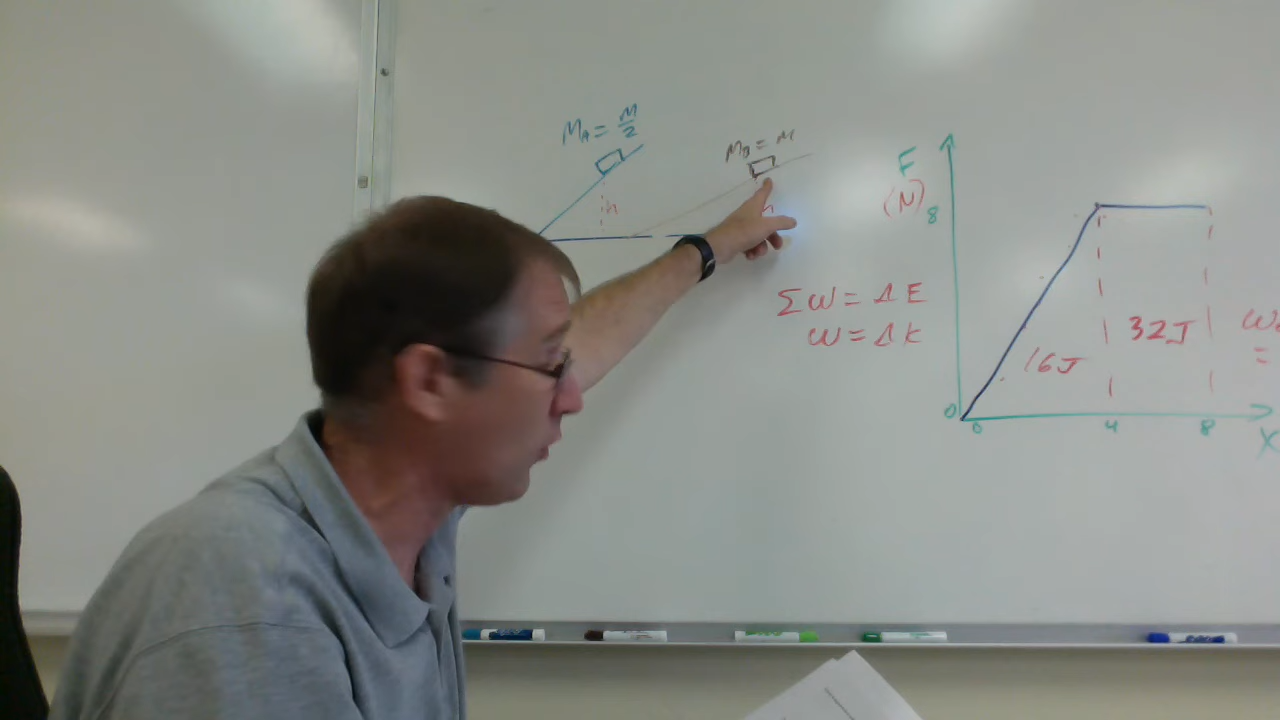 M_A = M/2
M_B = M
h
h
ΣW = ΔE
W = ΔK
F
(N)
8
16J
32J
W
=
0
0
4
8
X